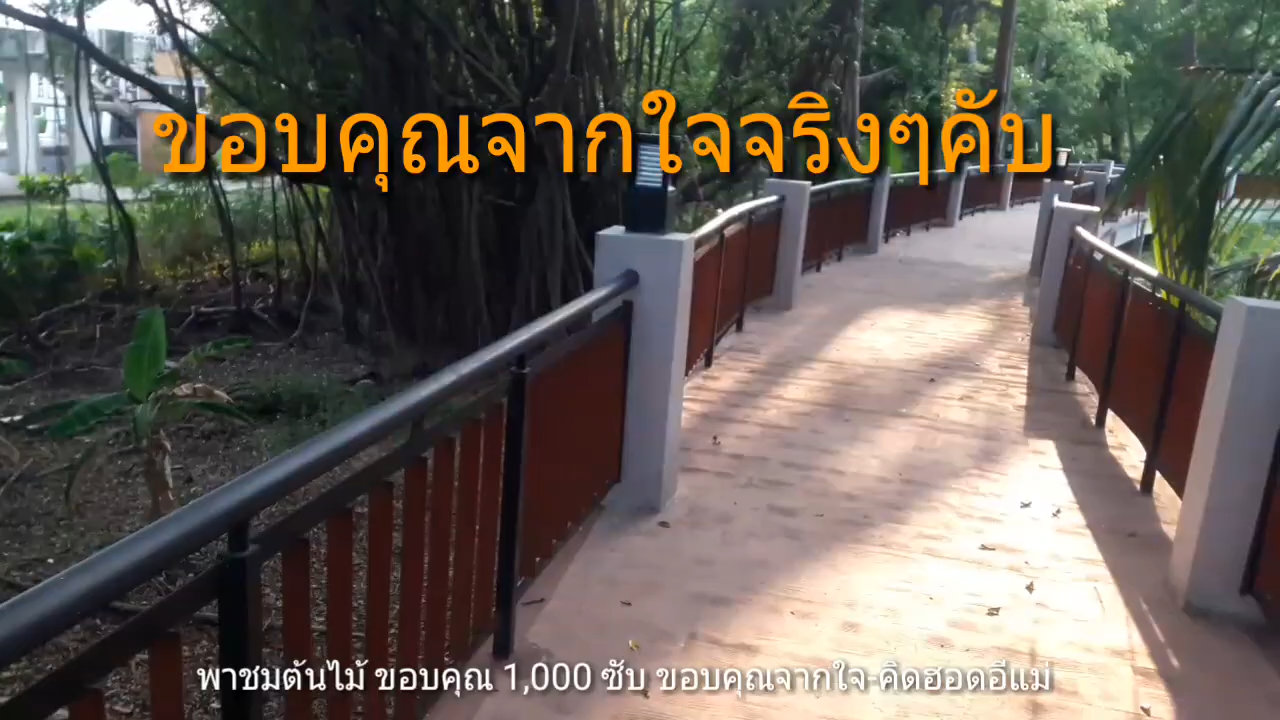 ขอบคุณจากใจจริงๆคับ
พาชมต้นไม้ ขอบคุณ 1,000 ซับ ขอบคุณจากใจ-คิดฮอดอีแม่